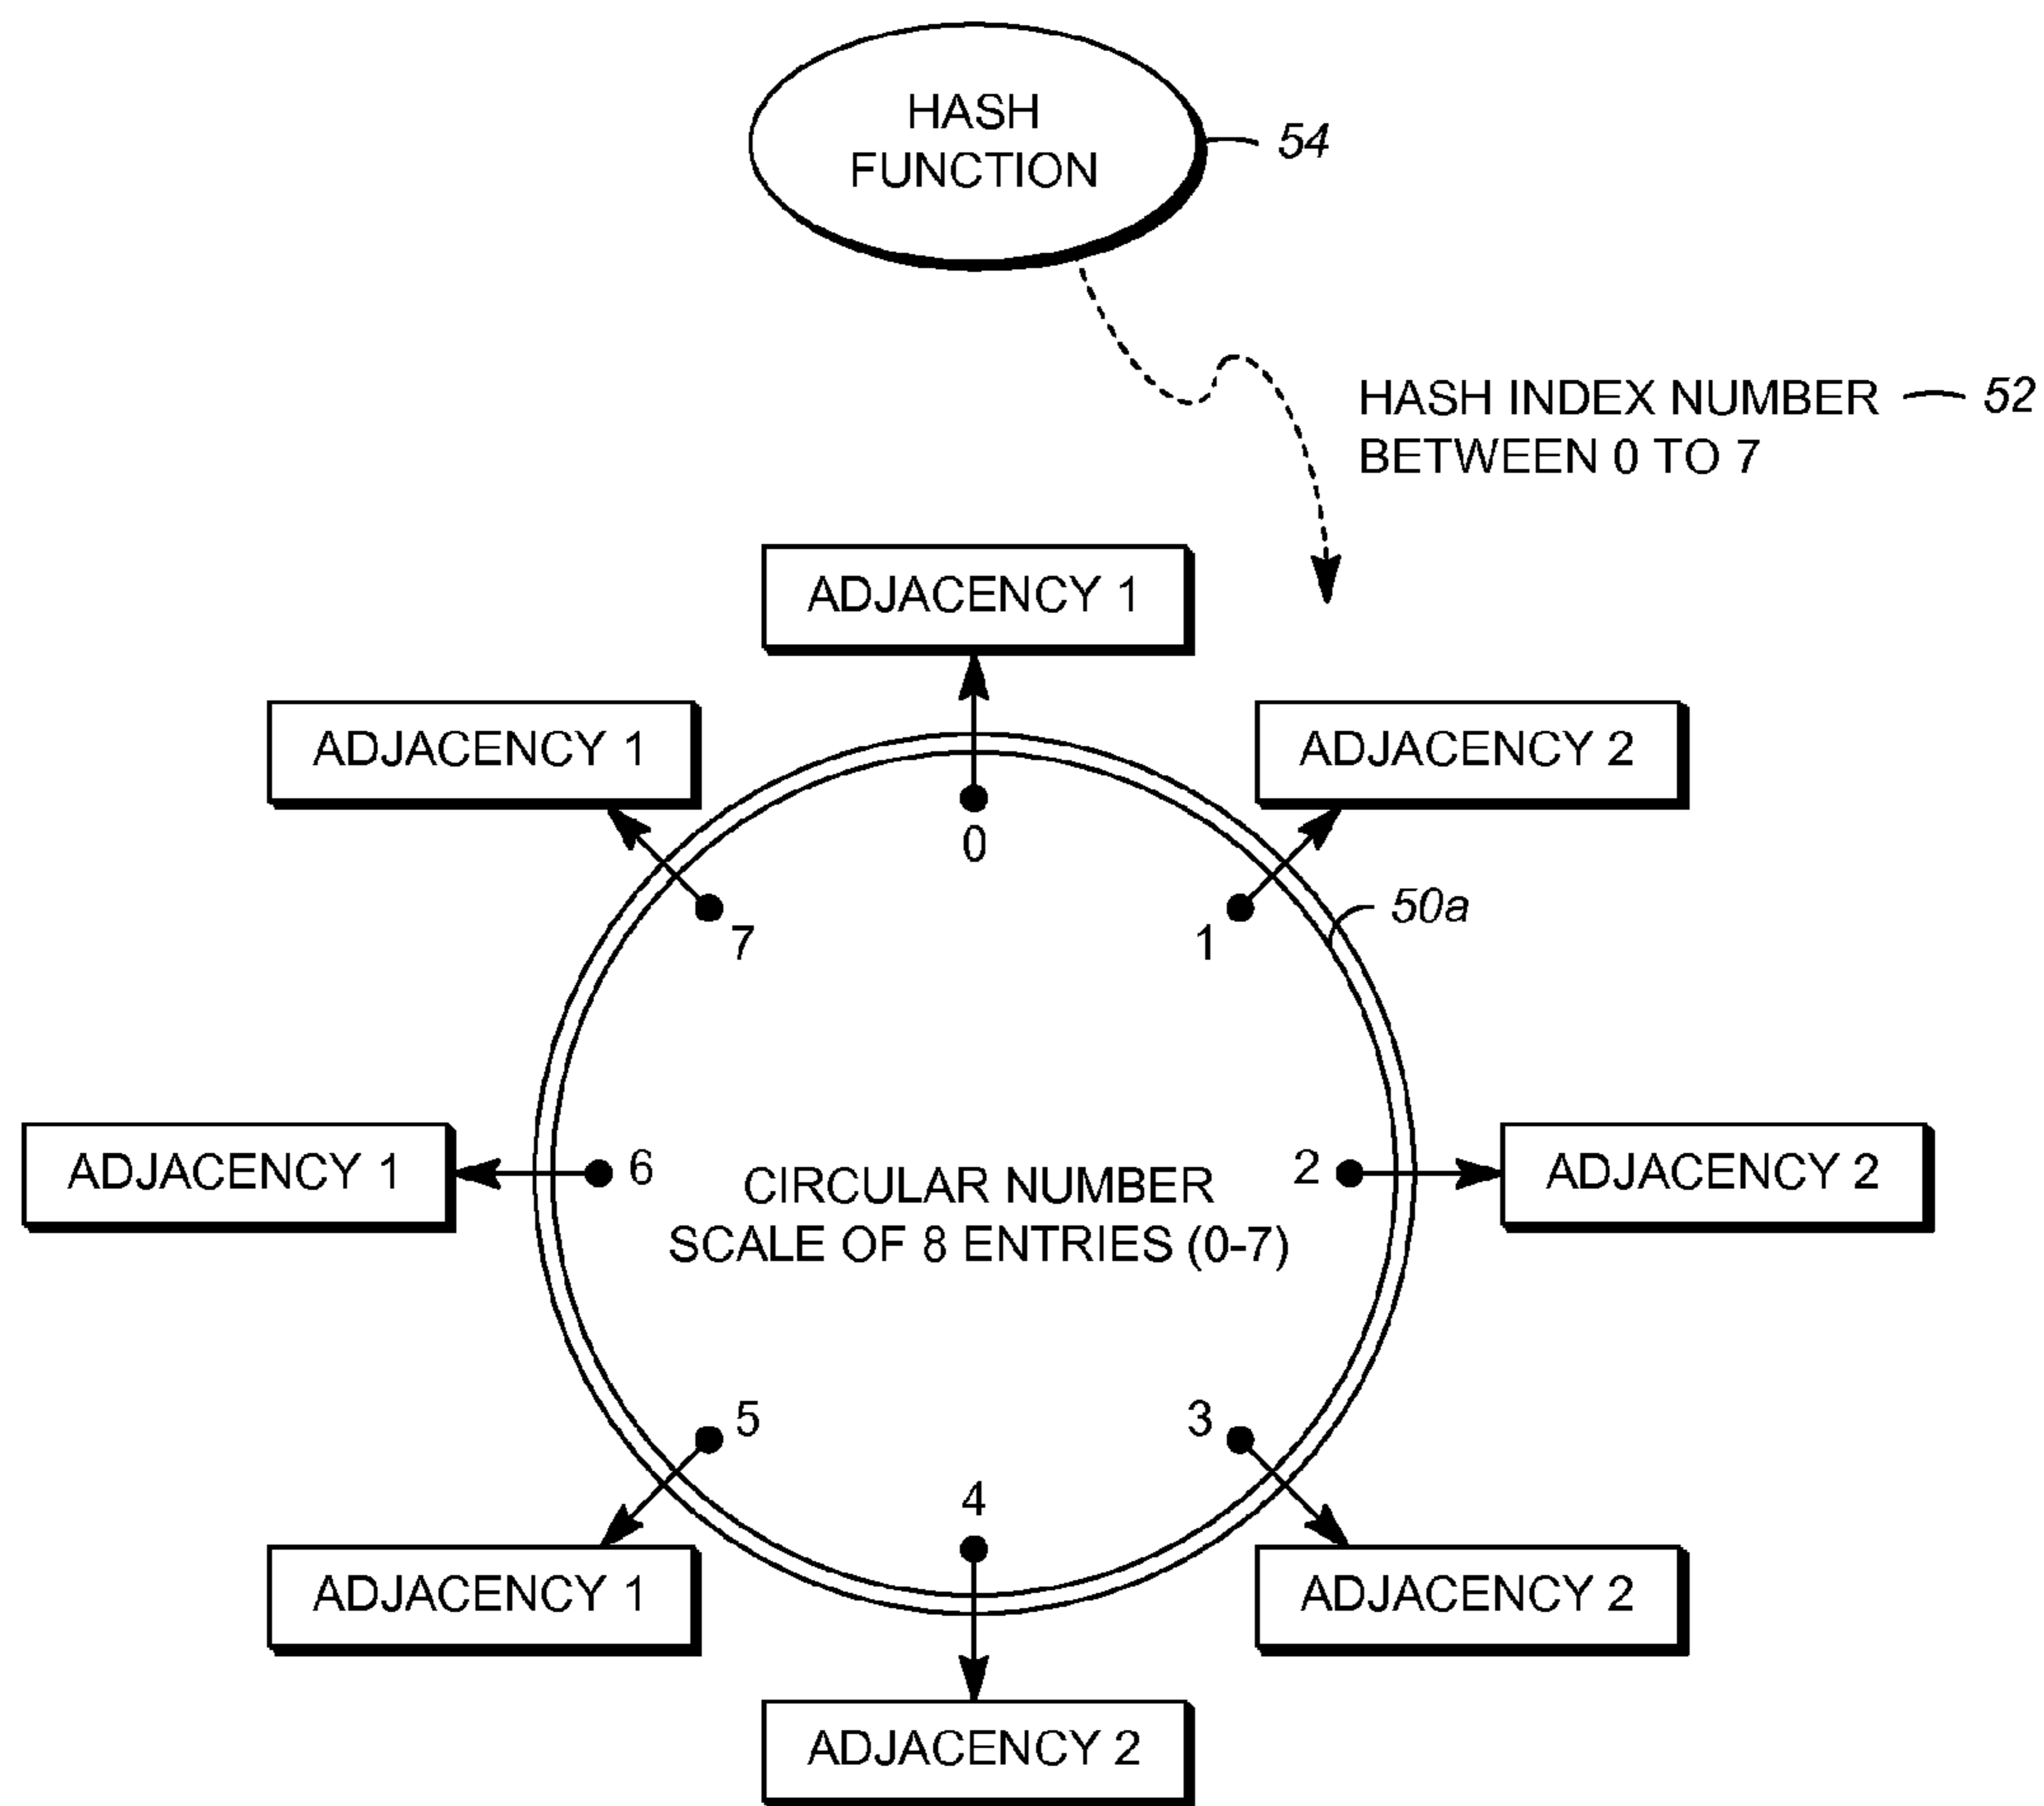 HASH
FUNCTION
54
HASH INDEX NUMBER 52
BETWEEN 0 TO 7
ADJACENCY 1
ADJACENCY 1
ADJACENCY 2
0
7
1
50a
ADJACENCY 1
6
CIRCULAR NUMBER
SCALE OF 8 ENTRIES (0-7)
2
ADJACENCY 2
5
3
4
ADJACENCY 1
ADJACENCY 2
ADJACENCY 2